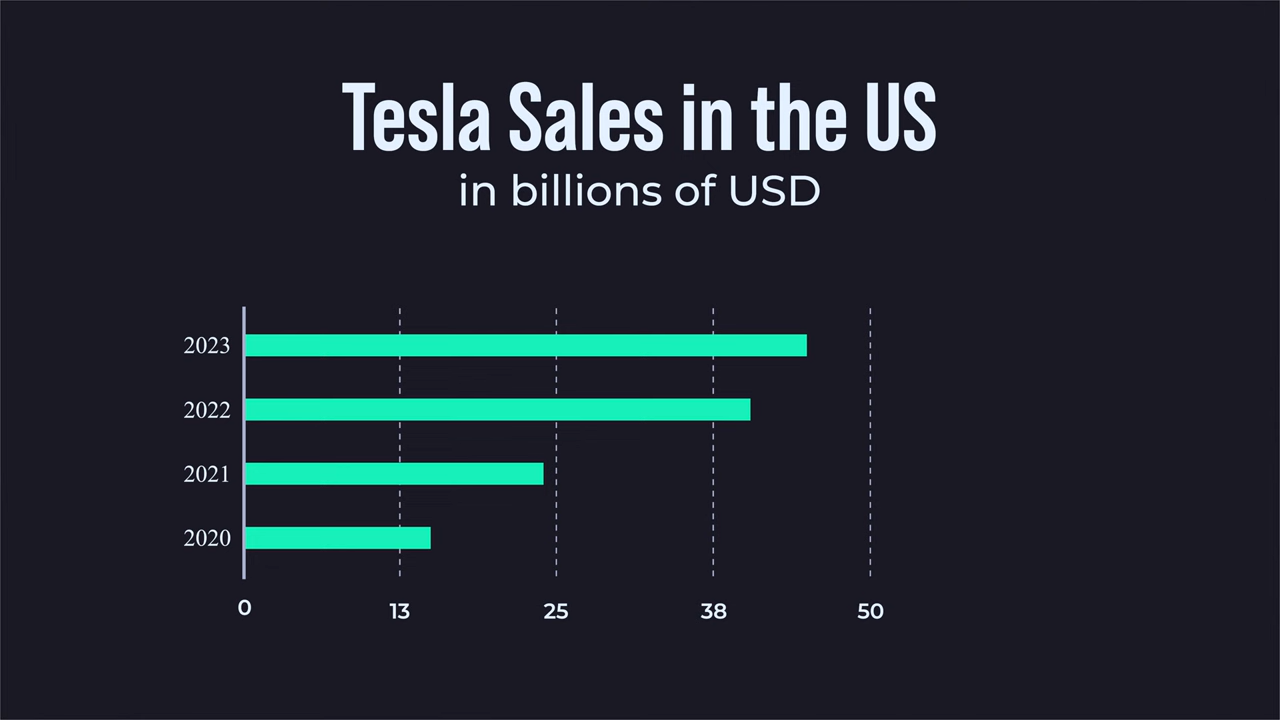 Tesla Sales in the US
in billions of USD
2023
2022
2021
2020
0 13 25 38 50